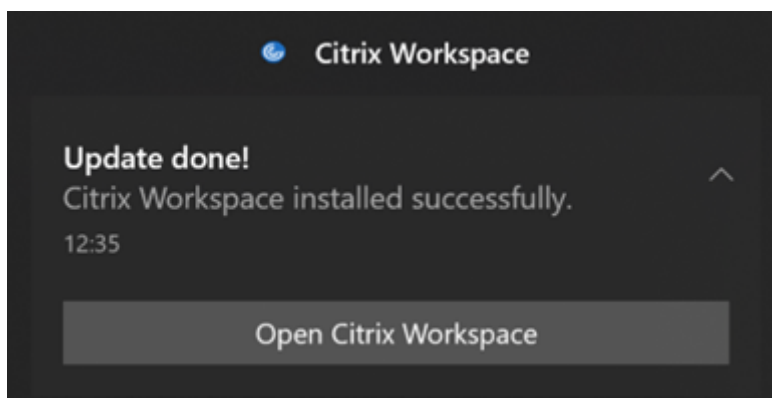 Citrix Workspace
Update done!
Citrix Workspace installed successfully.
12:35
Open Citrix Workspace